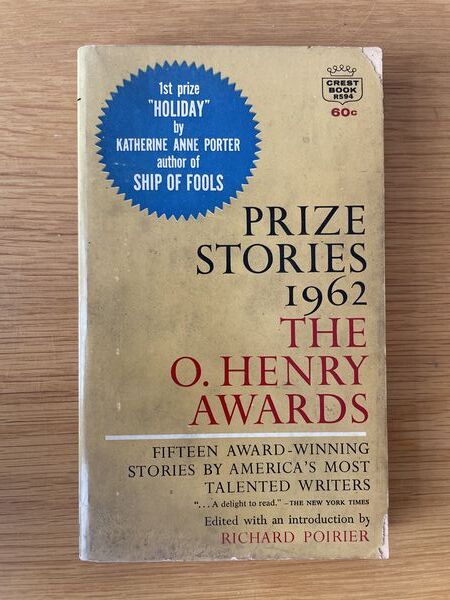 1st prize
"HOLIDAY"
by
KATHERINE ANNE PORTER
author of
SHIP OF FOOLS
CREST
BOOK
R594
60c
PRIZE
STORIES
1962
THE
O. HENRY
AWARDS
FIFTEEN AWARD-WINNING
STORIES BY AMERICA'S MOST
TALENTED WRITERS
"...A delight to read." –THE NEW YORK TIMES
Edited with an introduction by
RICHARD POIRIER